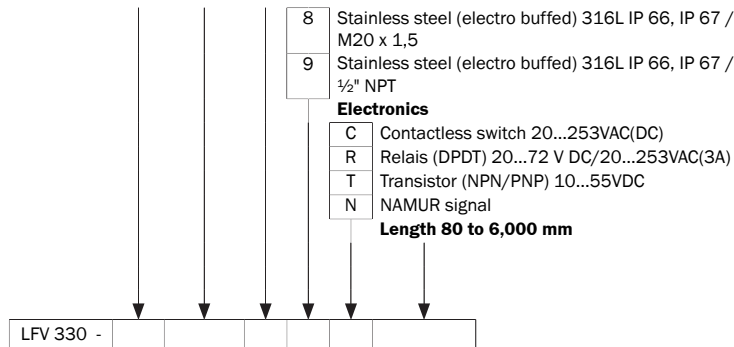 8 Stainless steel (electro buffed) 316L IP 66, IP 67 /
M20 x 1,5
9 Stainless steel (electro buffed) 316L IP 66, IP 67 /
½" NPT
Electronics
C Contactless switch 20...253VAC(DC)
R Relais (DPDT) 20...72 V DC/20...253VAC(3A)
T Transistor (NPN/PNP) 10...55VDC
N NAMUR signal
Length 80 to 6,000 mm
LFV 330 -